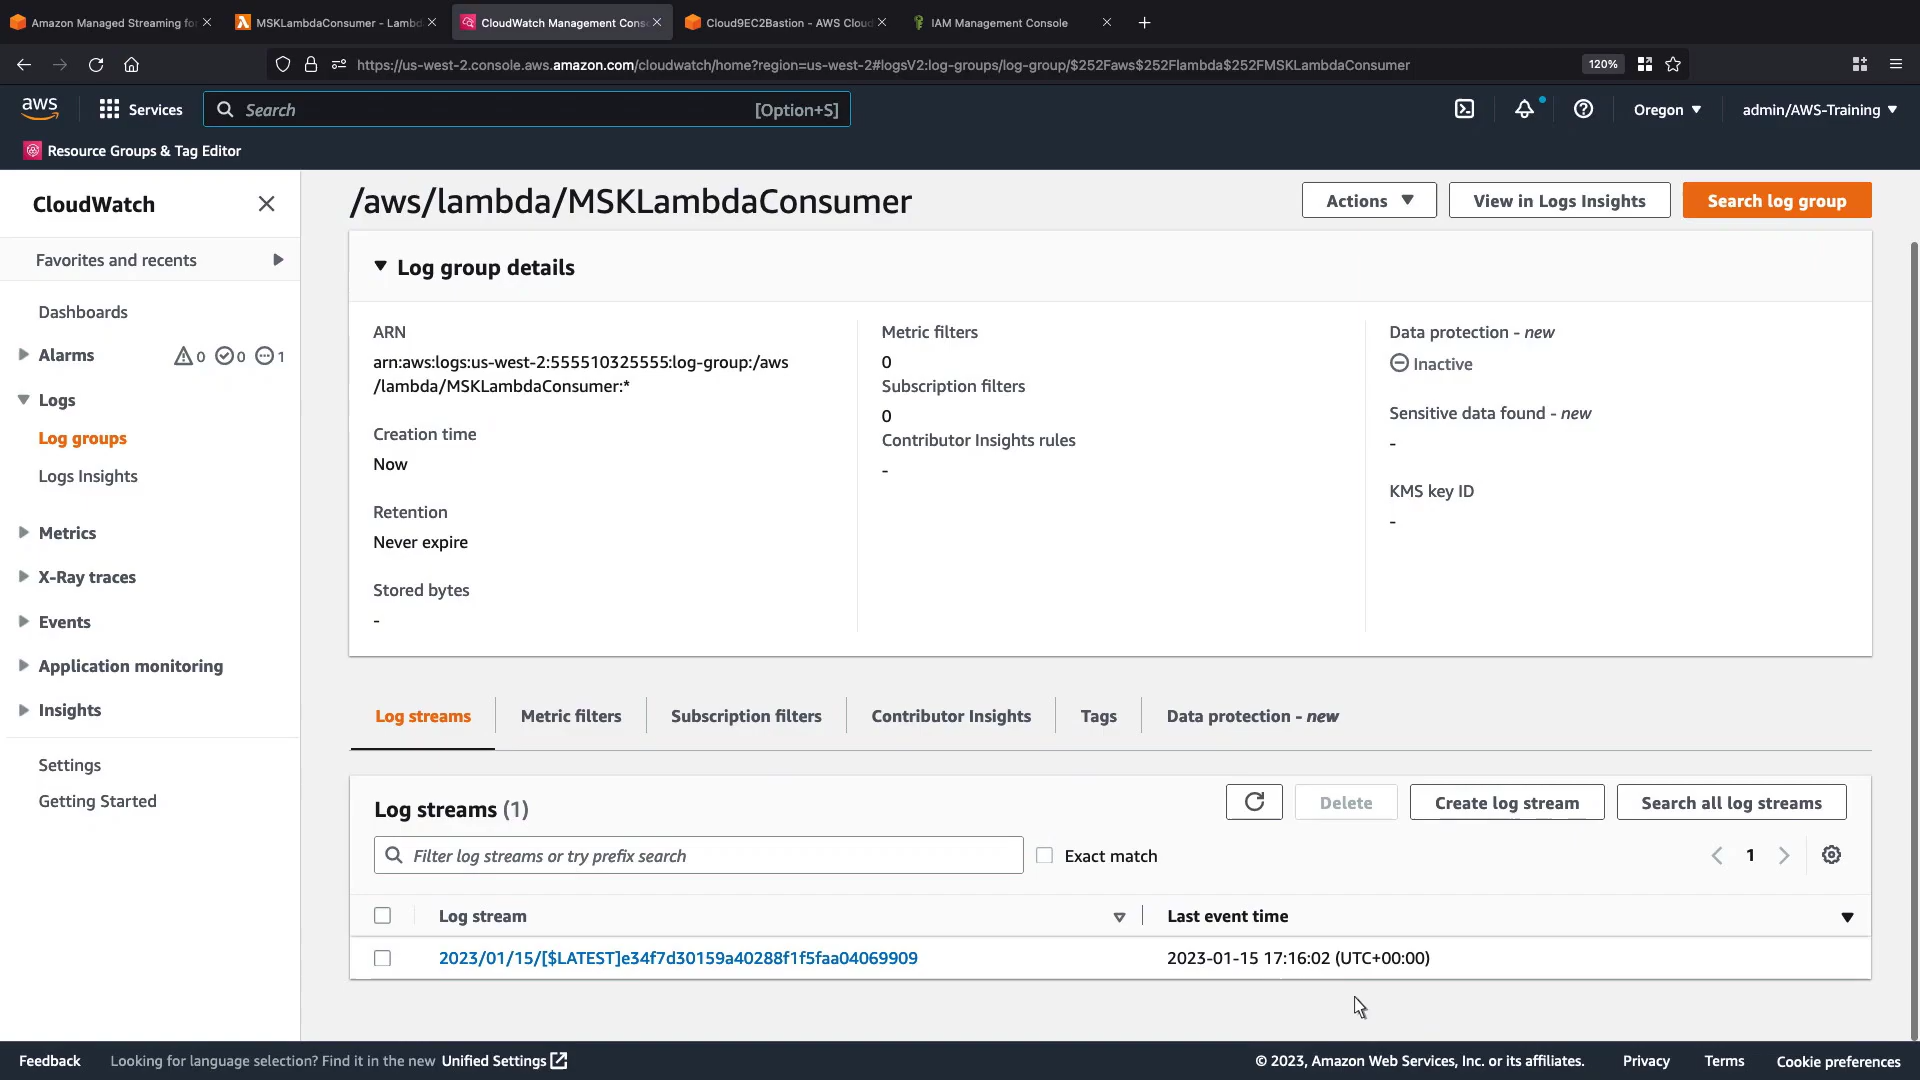 Amazon Managed Streaming for
MSKLambdaConsumer - Lambd
CloudWatch Management Cons
Cloud9EC2Bastion - AWS Cloud
IAM Management Console
https://us-west-2.console.aws.amazon.com/cloudwatch/home?region=us-west-2#logsV2:log-groups/log-group/$252Faws$252Flambda$252FMSKLambdaConsumer
120%
aws
Services
Search
[Option+S]
Oregon
admin/AWS-Training
Resource Groups & Tag Editor
CloudWatch
Favorites and recents
Dashboards
Alarms
0
0
1
Logs
Log groups
Logs Insights
Metrics
X-Ray traces
Events
Application monitoring
Insights
Settings
Getting Started
/aws/lambda/MSKLambdaConsumer
Actions
View in Logs Insights
Search log group
Log group details
ARN
arn:aws:logs:us-west-2:555510325555:log-group:/aws
/lambda/MSKLambdaConsumer:*
Creation time
Now
Retention
Never expire
Stored bytes
-
Metric filters
0
Subscription filters
0
Contributor Insights rules
-
Data protection - new
Inactive
Sensitive data found - new
-
KMS key ID
-
Log streams
Metric filters
Subscription filters
Contributor Insights
Tags
Data protection - new
Log streams (1)
Delete
Create log stream
Search all log streams
Filter log streams or try prefix search
Exact match
1
Log stream
Last event time
2023/01/15/[$LATEST]e34f7d30159a40288f1f5faa04069909
2023-01-15 17:16:02 (UTC+00:00)
Feedback
Looking for language selection? Find it in the new Unified Settings
© 2023, Amazon Web Services, Inc. or its affiliates.
Privacy
Terms
Cookie preferences